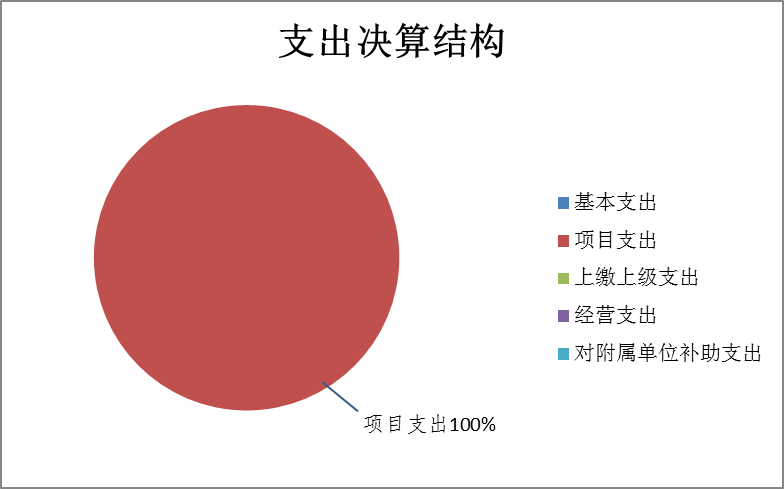 支出决算结构
基本支出
项目支出
上缴上级支出
经营支出
对附属单位补助支出
项目支出100%